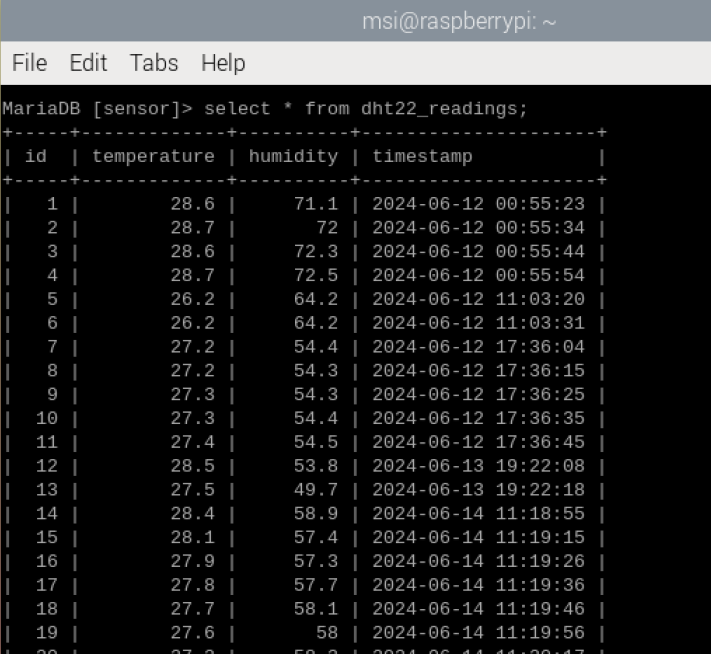 msi@raspberrypi: ~
File Edit Tabs Help
MariaDB [sensor]> select * from dht22_readings;
+-----+-------------+----------+---------------------+
| id  | temperature | humidity | timestamp           |
+-----+-------------+----------+---------------------+
|   1 |        28.6 |     71.1 | 2024-06-12 00:55:23 |
|   2 |        28.7 |       72 | 2024-06-12 00:55:34 |
|   3 |        28.6 |     72.3 | 2024-06-12 00:55:44 |
|   4 |        28.7 |     72.5 | 2024-06-12 00:55:54 |
|   5 |        26.2 |     64.2 | 2024-06-12 11:03:20 |
|   6 |        26.2 |     64.2 | 2024-06-12 11:03:31 |
|   7 |        27.2 |     54.4 | 2024-06-12 17:36:04 |
|   8 |        27.2 |     54.3 | 2024-06-12 17:36:15 |
|   9 |        27.3 |     54.3 | 2024-06-12 17:36:25 |
|  10 |        27.3 |     54.4 | 2024-06-12 17:36:35 |
|  11 |        27.4 |     54.5 | 2024-06-12 17:36:45 |
|  12 |        28.5 |     53.8 | 2024-06-13 19:22:08 |
|  13 |        27.5 |     49.7 | 2024-06-13 19:22:18 |
|  14 |        28.4 |     58.9 | 2024-06-14 11:18:55 |
|  15 |        28.1 |     57.4 | 2024-06-14 11:19:15 |
|  16 |        27.9 |     57.3 | 2024-06-14 11:19:26 |
|  17 |        27.8 |     57.7 | 2024-06-14 11:19:36 |
|  18 |        27.7 |     58.1 | 2024-06-14 11:19:46 |
|  19 |        27.6 |       58 | 2024-06-14 11:19:56 |